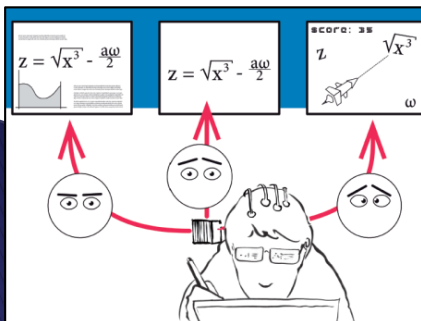 z = √x³ - aω/2
z = √x³ - aω/2
score: 35
z √x³
ω